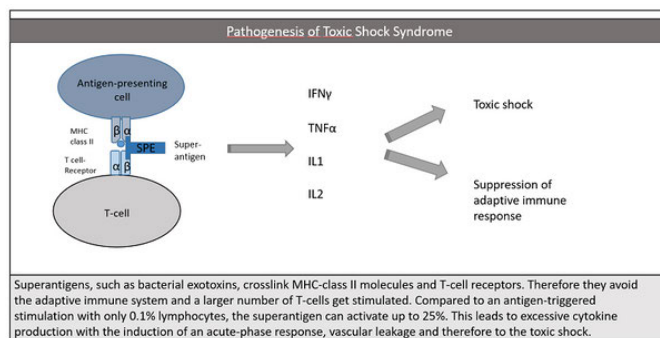 Pathogenesis of Toxic Shock Syndrome
Antigen-presenting
cell
MHC
class II
β α
SPE
Super-
antigen
T cell-
Receptor
α β
T-cell
IFNγ
TNFα
IL1
IL2
Toxic shock
Suppression of
adaptive immune
response
Superantigens, such as bacterial exotoxins, crosslink MHC-class II molecules and T-cell receptors. Therefore they avoid
the adaptive immune system and a larger number of T-cells get stimulated. Compared to an antigen-triggered
stimulation with only 0.1% lymphocytes, the superantigen can activate up to 25%. This leads to excessive cytokine
production with the induction of an acute-phase response, vascular leakage and therefore to the toxic shock.